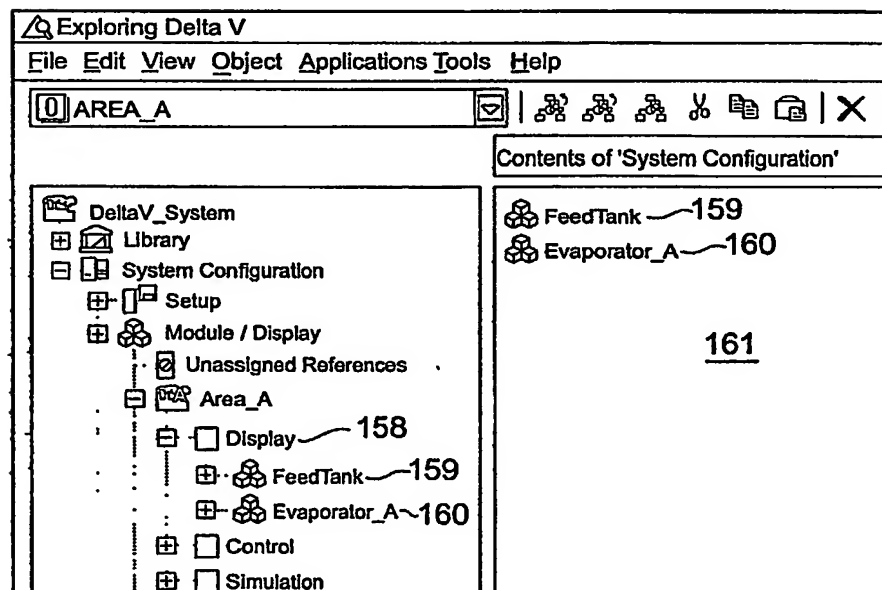 Exploring Delta V
File Edit View Object Applications Tools Help
AREA_A
Contents of 'System Configuration'
DeltaV_System
Library
System Configuration
Setup
Module / Display
Unassigned References
Area_A
Display 158
FeedTank 159
Evaporator_A 160
Control
Simulation
FeedTank 159
Evaporator_A 160
161